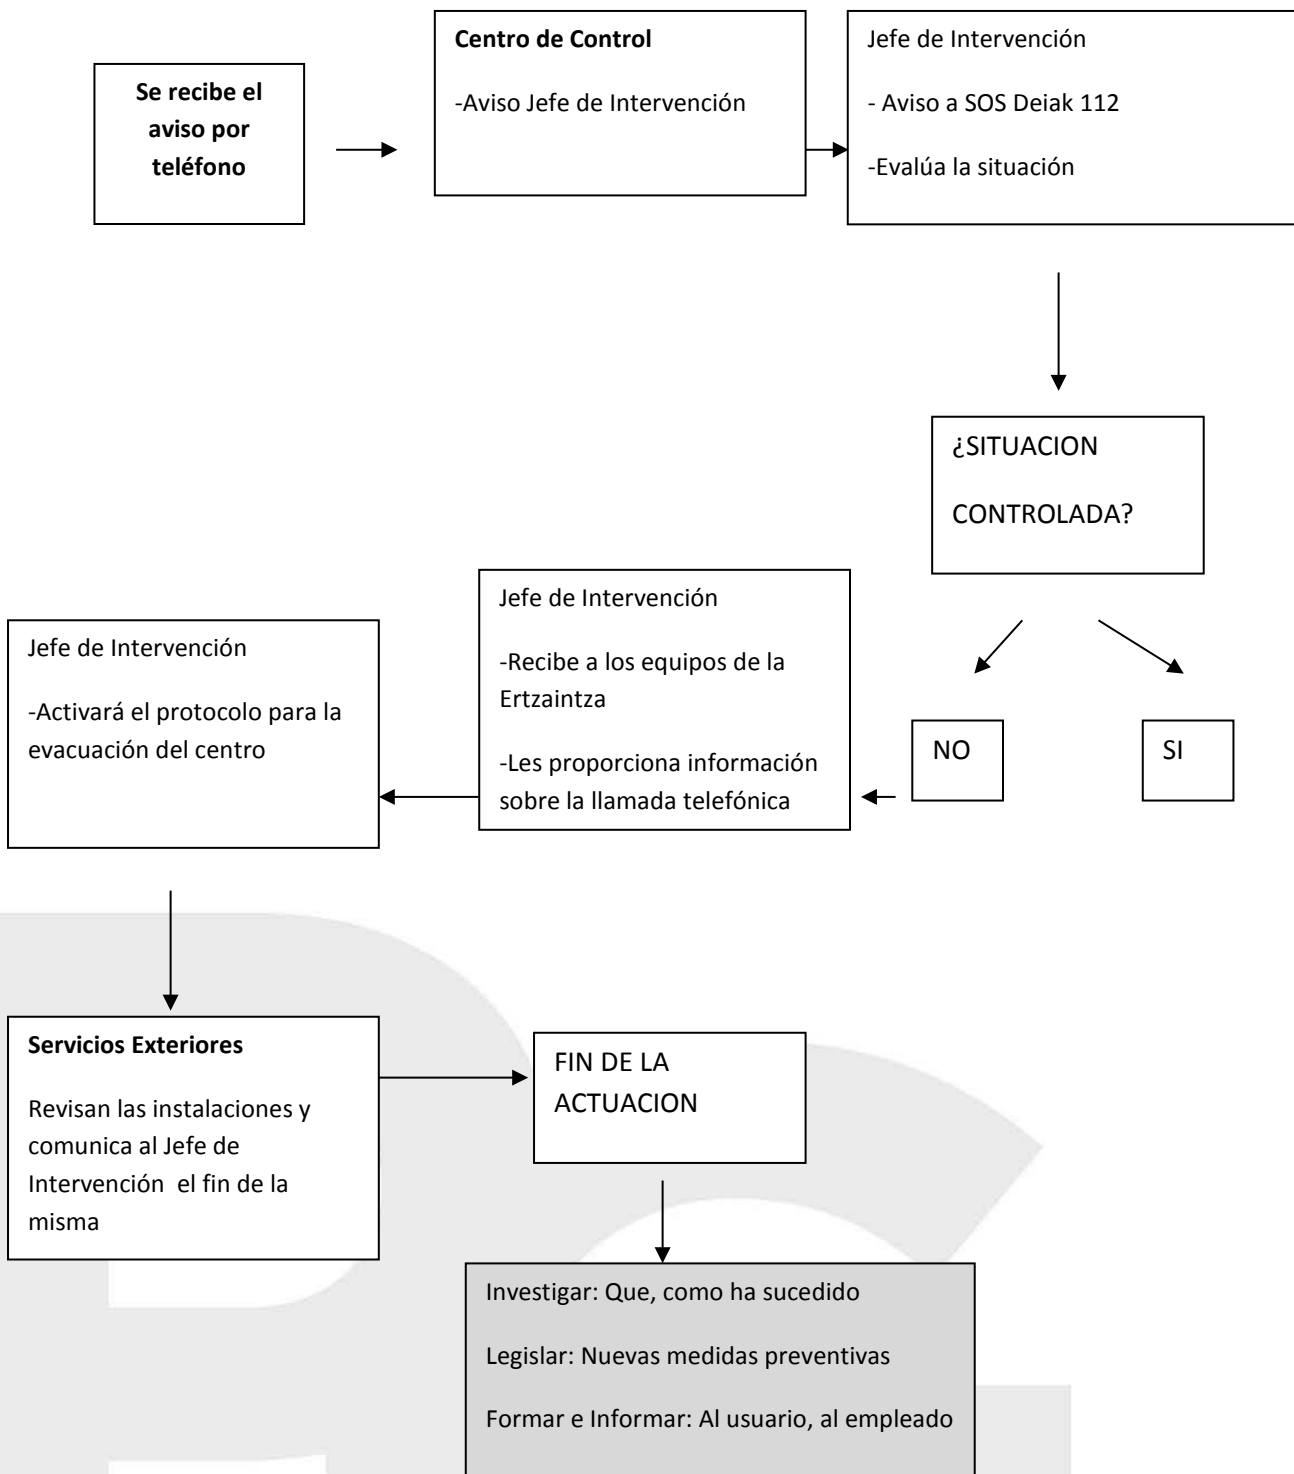 Se recibe el
aviso por
teléfono
Centro de Control
-Aviso Jefe de Intervención
Jefe de Intervención
- Aviso a SOS Deiak 112
-Evalúa la situación
¿SITUACION
CONTROLADA?
NO
SI
Jefe de Intervención
-Recibe a los equipos de la
Ertzaintza
-Les proporciona información
sobre la llamada telefónica
Jefe de Intervención
-Activará el protocolo para la
evacuación del centro
Servicios Exteriores
Revisan las instalaciones y
comunica al Jefe de
Intervención el fin de la
misma
FIN DE LA
ACTUACION
Investigar: Que, como ha sucedido
Legislar: Nuevas medidas preventivas
Formar e Informar: Al usuario, al empleado